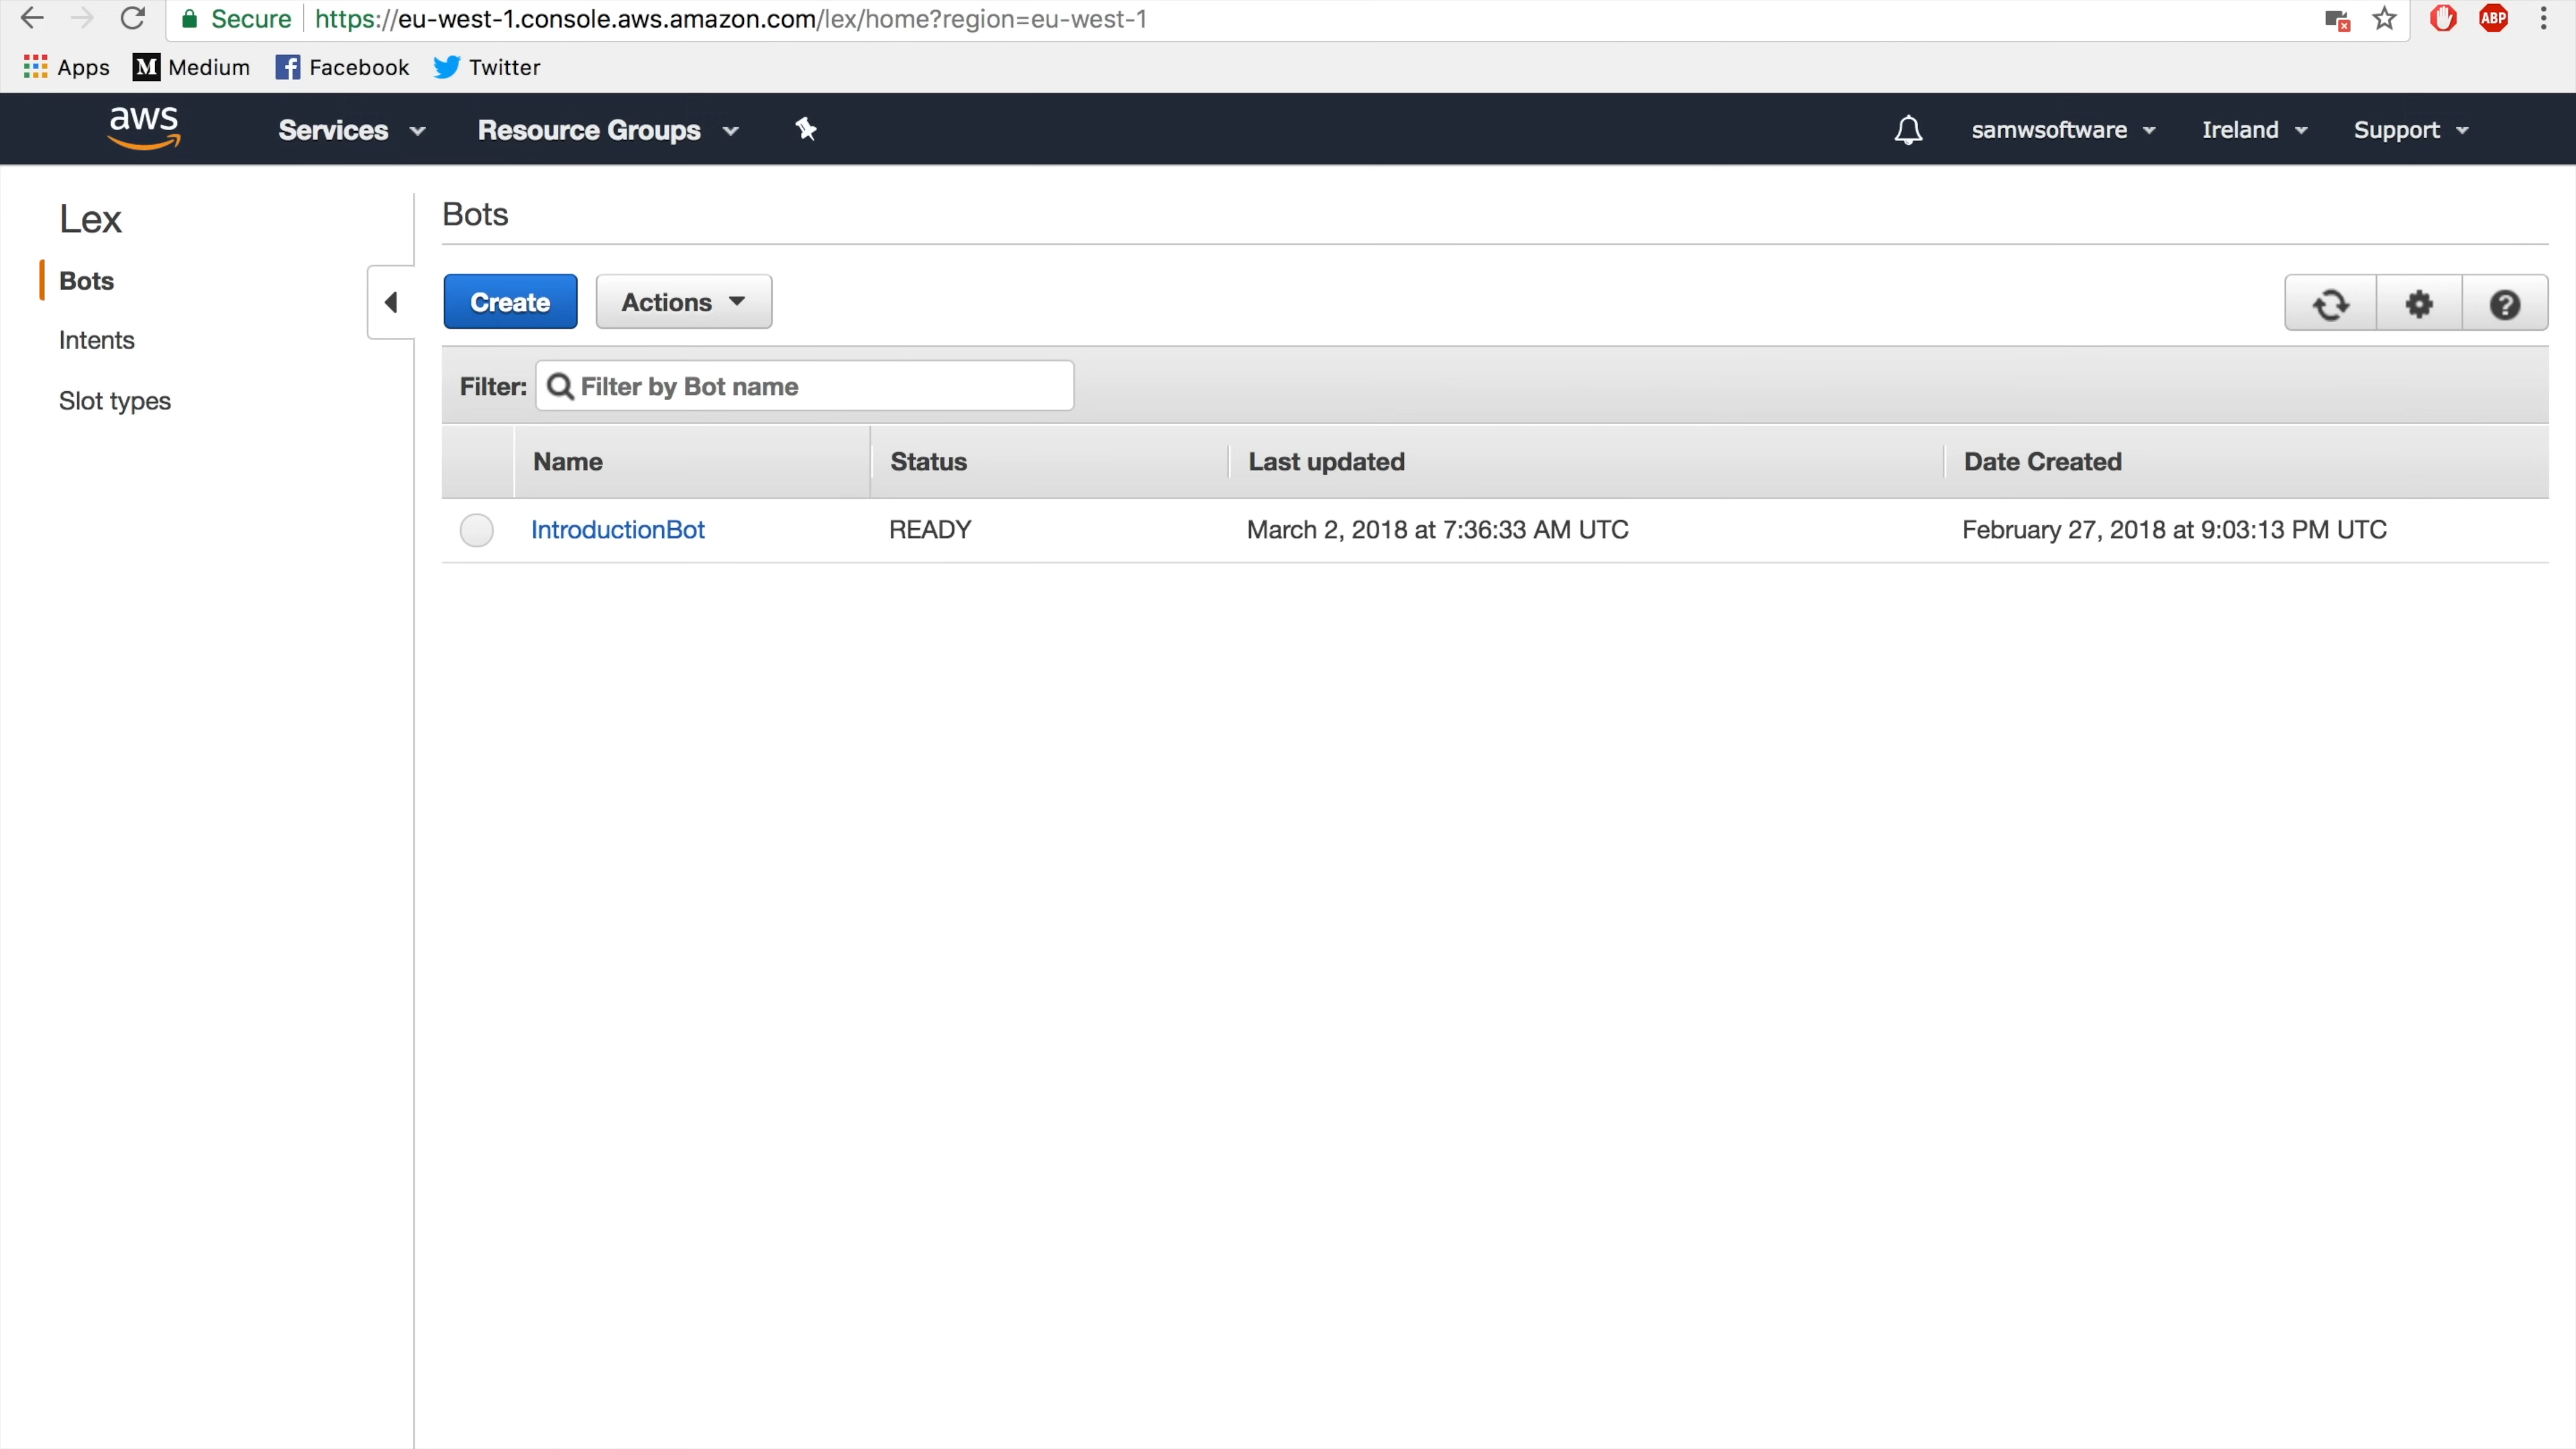 Secure https://eu-west-1.console.aws.amazon.com/lex/home?region=eu-west-1 ABP
Apps M Medium Facebook Twitter
aws Services Resource Groups samwsoftware Ireland Support
Lex
Bots
Intents
Slot types
Bots
Create Actions
Filter: Filter by Bot name
Name Status Last updated Date Created
IntroductionBot READY March 2, 2018 at 7:36:33 AM UTC February 27, 2018 at 9:03:13 PM UTC